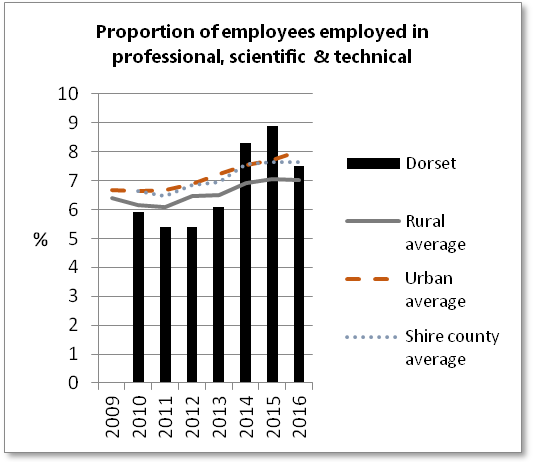 Proportion of employees employed in
professional, scientific & technical
10
9
8
7
6
5
4
3
2
1
0
%
2009
2010
2011
2012
2013
2014
2015
2016
Dorset
Rural
average
Urban
average
Shire county
average